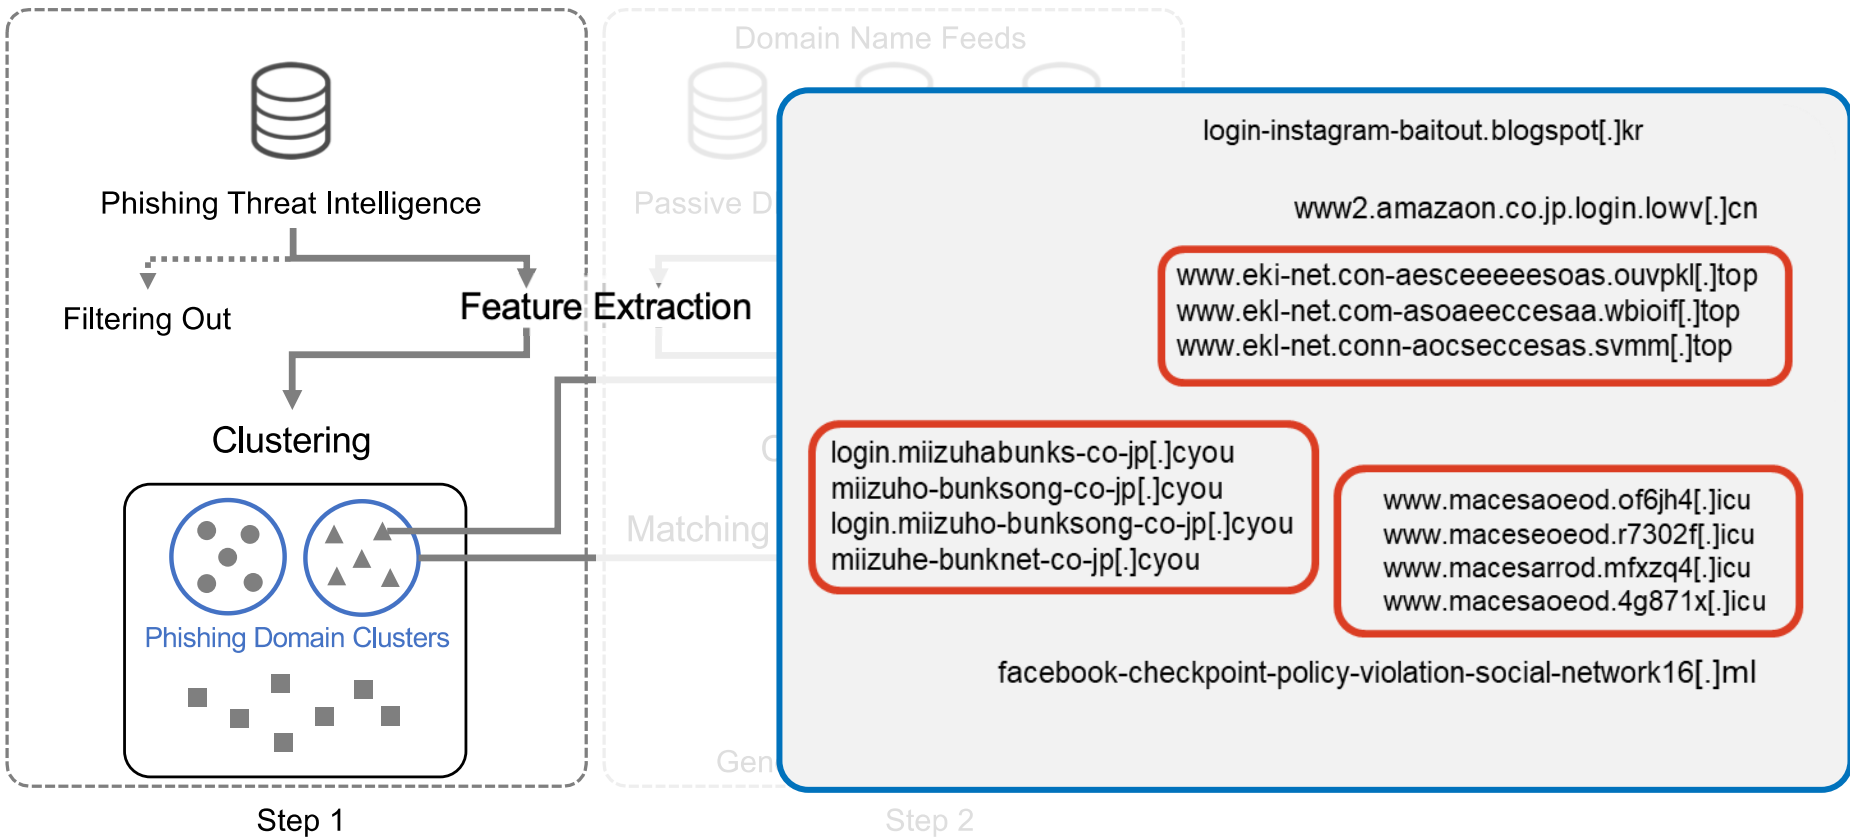 Domain Name Feeds
Phishing Threat Intelligence
Passive D
Filtering Out
Feature Extraction
Clustering
Matching
Phishing Domain Clusters
Gen
Step 1
Step 2
login-instagram-baitout.blogspot[.]kr
www2.amazaon.co.jp.login.lowv[.]cn
www.eki-net.con-aesceeeeesoas.ouvpkl[.]top
www.ekl-net.com-asoaeeccesaa.wbioif[.]top
www.ekl-net.conn-aocseccesas.svmm[.]top
login.miizuhabunks-co-jp[.]cyou
miizuho-bunksong-co-jp[.]cyou
login.miizuho-bunksong-co-jp[.]cyou
miizuhe-bunknet-co-jp[.]cyou
www.macesaoeod.of6jh4[.]icu
www.maceseoeod.r7302f[.]icu
www.macesarrod.mfxzq4[.]icu
www.macesaoeod.4g871x[.]icu
facebook-checkpoint-policy-violation-social-network16[.]ml